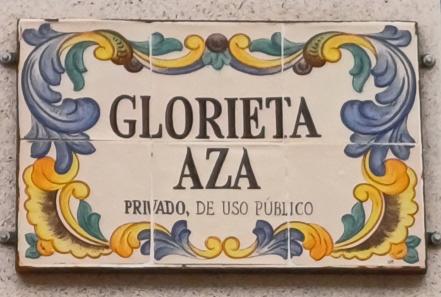 GLORIETA
AZA
PRIVADO, DE USO PÚBLICO